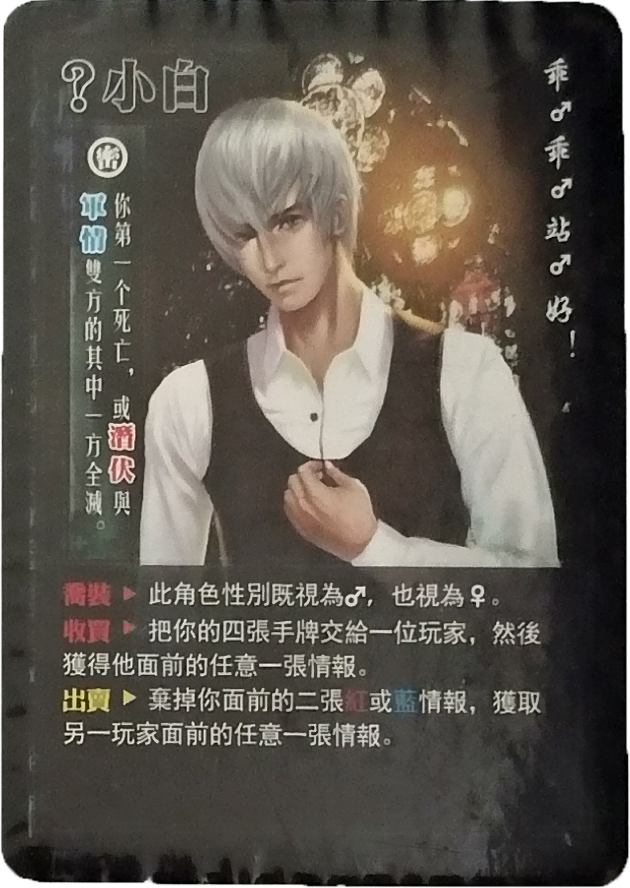 ?小白
乖♂乖♂站♂好！
密
你第一个死亡，或潛伏與
軍情雙方的其中一方全滅。
喬裝▶此角色性別既視為♂，也視為♀。
收買▶把你的四張手牌交給一位玩家，然後
獲得他面前的任意一張情報。
出賣▶棄掉你面前的二張紅或藍情報，獲取
另一玩家面前的任意一張情報。